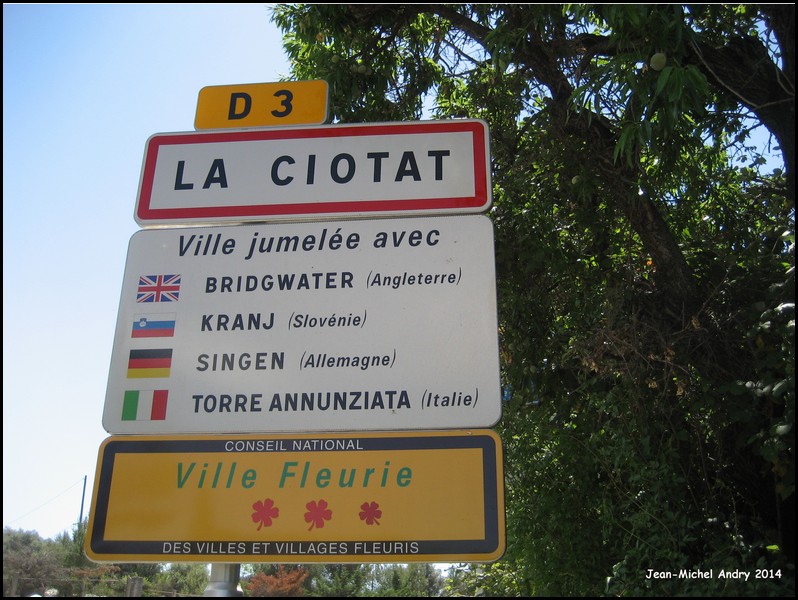 D 3
LA CIOTAT
Ville jumelée avec
BRIDGWATER (Angleterre)
KRANJ (Slovénie)
SINGEN (Allemagne)
TORRE ANNUNZIATA (Italie)
CONSEIL NATIONAL
Ville Fleurie
DES VILLES ET VILLAGES FLEURIS
Jean-Michel Andry 2014